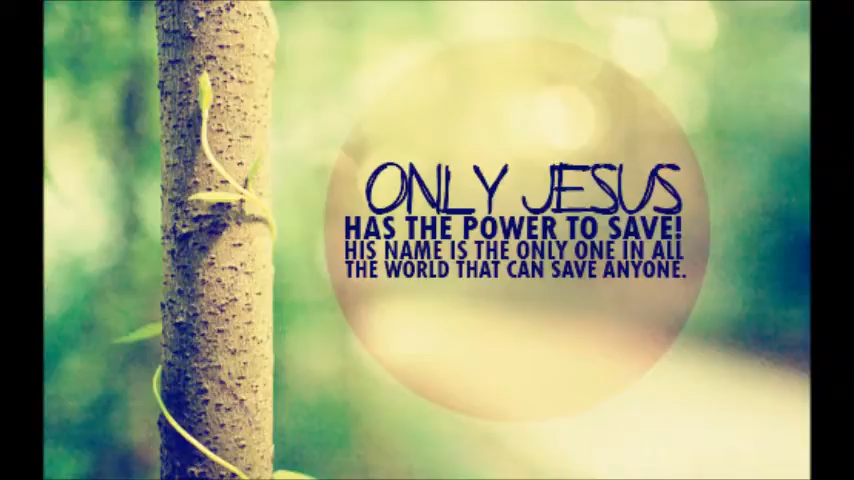 ONLY JESUS
HAS THE POWER TO SAVE!
HIS NAME IS THE ONLY ONE IN ALL
THE WORLD THAT CAN SAVE ANYONE.